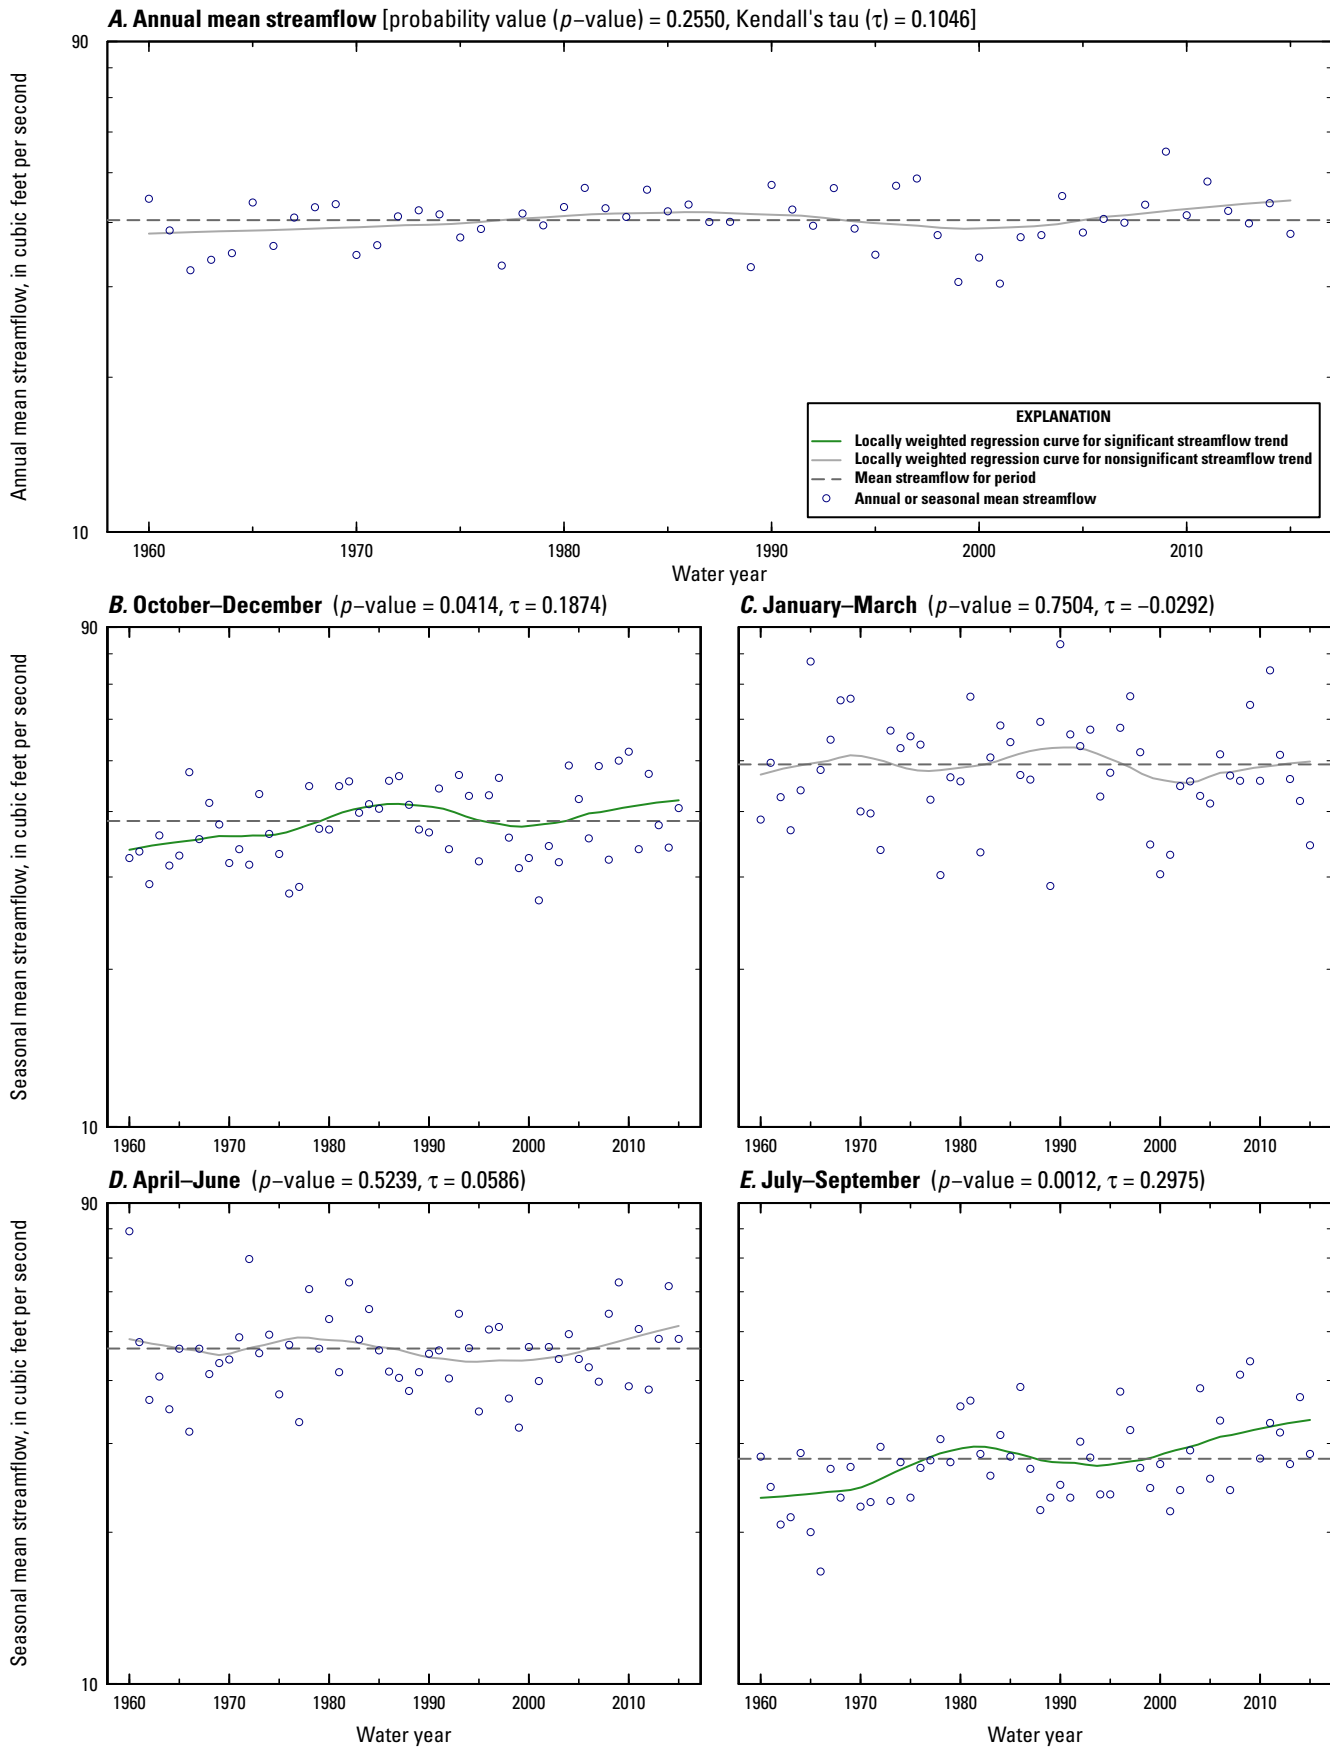 A. Annual mean streamflow [probability value (p−value) = 0.2550, Kendall's tau (τ) = 0.1046]
90
Annual mean streamflow, in cubic feet per second
EXPLANATION
Locally weighted regression curve for significant streamflow trend
Locally weighted regression curve for nonsignificant streamflow trend
Mean streamflow for period
Annual or seasonal mean streamflow
10
1960 1970 1980 1990 2000 2010
Water year
B. October–December (p−value = 0.0414, τ = 0.1874)
90
Seasonal mean streamflow, in cubic feet per second
10
1960 1970 1980 1990 2000 2010
C. January–March (p−value = 0.7504, τ = −0.0292)
1960 1970 1980 1990 2000 2010
D. April–June (p−value = 0.5239, τ = 0.0586)
90
Seasonal mean streamflow, in cubic feet per second
10
1960 1970 1980 1990 2000 2010
Water year
E. July–September (p−value = 0.0012, τ = 0.2975)
1960 1970 1980 1990 2000 2010
Water year